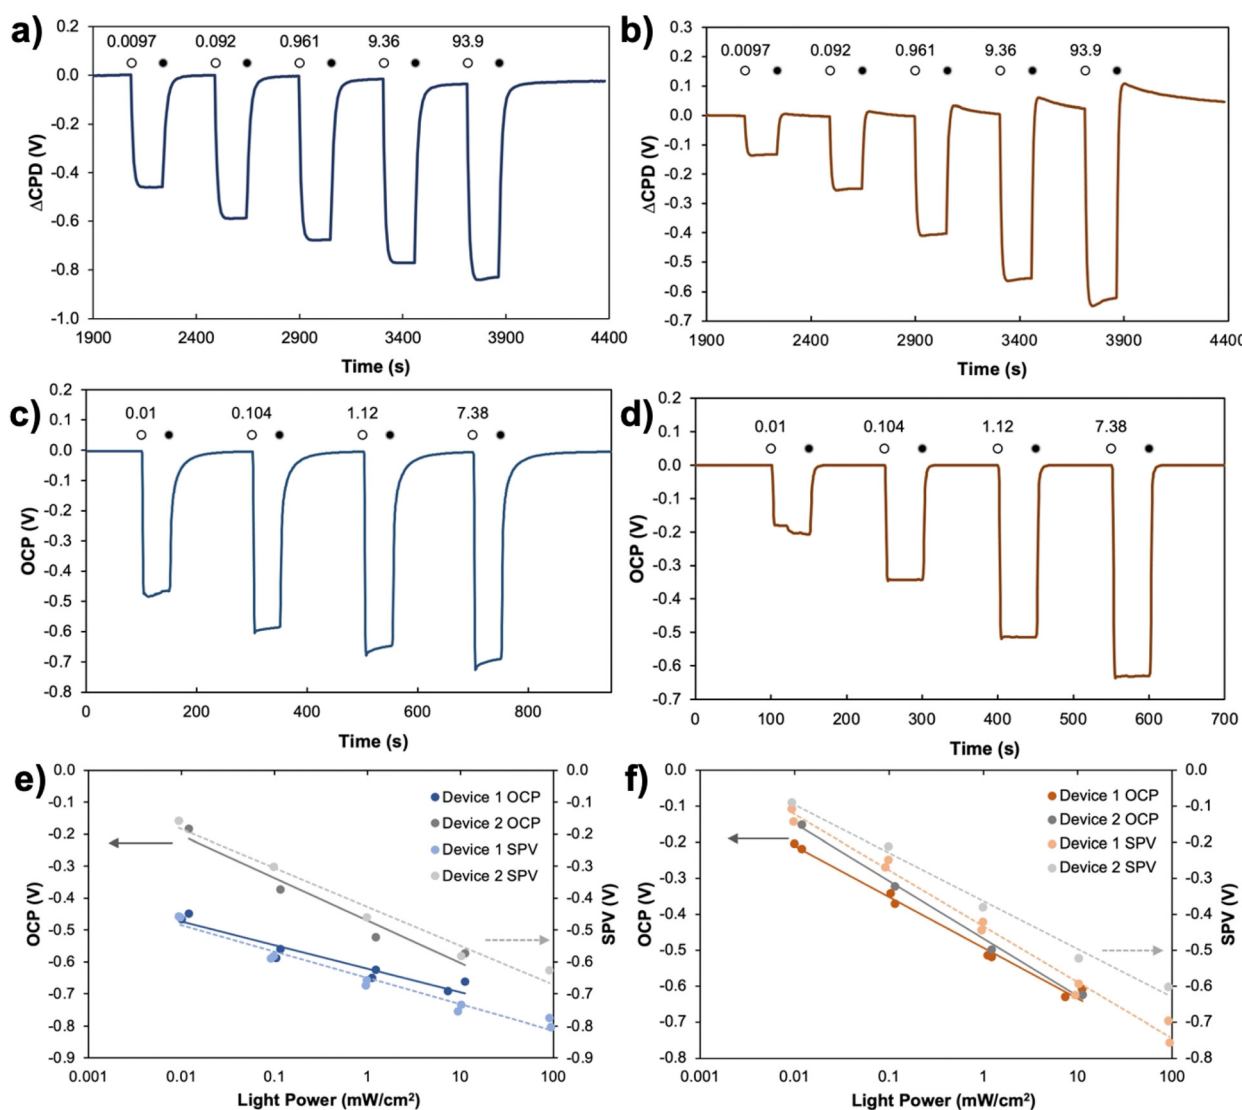 a)
0.2
0.0
-0.2
-0.4
-0.6
-0.8
-1.0
ΔCPD (V)
0.0097 0.092 0.961 9.36 93.9
1900 2400 2900 3400 3900 4400
Time (s)
b)
0.3
0.2
0.1
0.0
-0.1
-0.2
-0.3
-0.4
-0.5
-0.6
-0.7
ΔCPD (V)
0.0097 0.092 0.961 9.36 93.9
1900 2400 2900 3400 3900 4400
Time (s)
c)
0.2
0.1
0.0
-0.1
-0.2
-0.3
-0.4
-0.5
-0.6
-0.7
-0.8
OCP (V)
0.01 0.104 1.12 7.38
0 200 400 600 800
Time (s)
d)
0.2
0.1
0.0
-0.1
-0.2
-0.3
-0.4
-0.5
-0.6
-0.7
OCP (V)
0.01 0.104 1.12 7.38
0 100 200 300 400 500 600 700
Time (s)
e)
0.0
-0.1
-0.2
-0.3
-0.4
-0.5
-0.6
-0.7
-0.8
-0.9
OCP (V)
Device 1 OCP
Device 2 OCP
Device 1 SPV
Device 2 SPV
0.0
-0.1
-0.2
-0.3
-0.4
-0.5
-0.6
-0.7
-0.8
-0.9
SPV (V)
0.001 0.01 0.1 1 10 100
Light Power (mW/cm²)
f)
0.0
-0.1
-0.2
-0.3
-0.4
-0.5
-0.6
-0.7
-0.8
OCP (V)
Device 1 OCP
Device 2 OCP
Device 1 SPV
Device 2 SPV
0.0
-0.1
-0.2
-0.3
-0.4
-0.5
-0.6
-0.7
-0.8
SPV (V)
0.001 0.01 0.1 1 10 100
Light Power (mW/cm²)